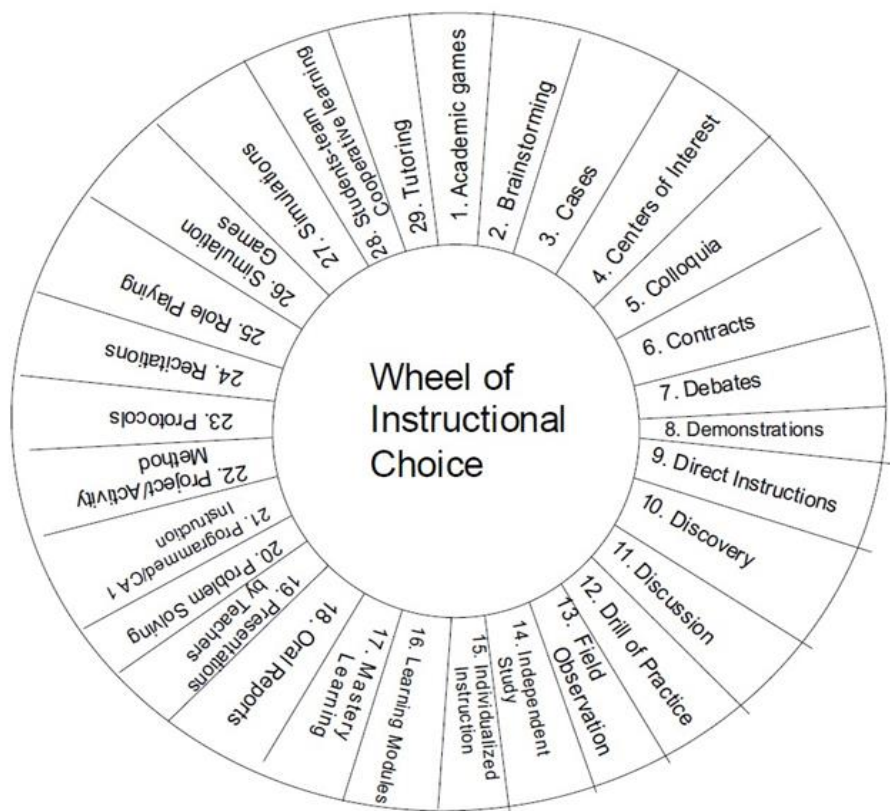 Wheel of
Instructional
Choice
1. Academic games
2. Brainstorming
3. Cases
4. Centers of Interest
5. Colloquia
6. Contracts
7. Debates
8. Demonstrations
9. Direct Instructions
10. Discovery
11. Discussion
12. Drill of Practice
13. Field
Observation
14. Independent
Study
15. Individualized
Instruction
16. Learning Modules
17. Mastery
Learning
18. Oral Reports
19. Presentations
by Teachers
20. Problem Solving
21. Programmed/CA1
Instruction
22. Project/Activity
Method
23. Protocols
24. Recitations
25. Role Playing
26. Simulation
Games
27. Simulations
28. Students-team
Cooperative learning
29. Tutoring